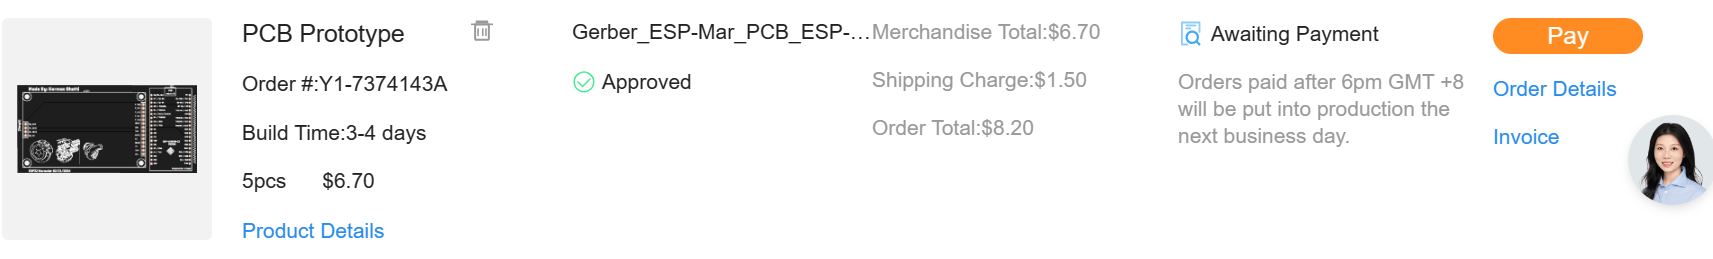 PCB Prototype
Order #:Y1-7374143A
Build Time:3-4 days
5pcs $6.70
Product Details
Gerber_ESP-Mar_PCB_ESP-...
Approved
Merchandise Total:$6.70
Shipping Charge:$1.50
Order Total:$8.20
Awaiting Payment
Orders paid after 6pm GMT +8
will be put into production the
next business day.
Pay
Order Details
Invoice